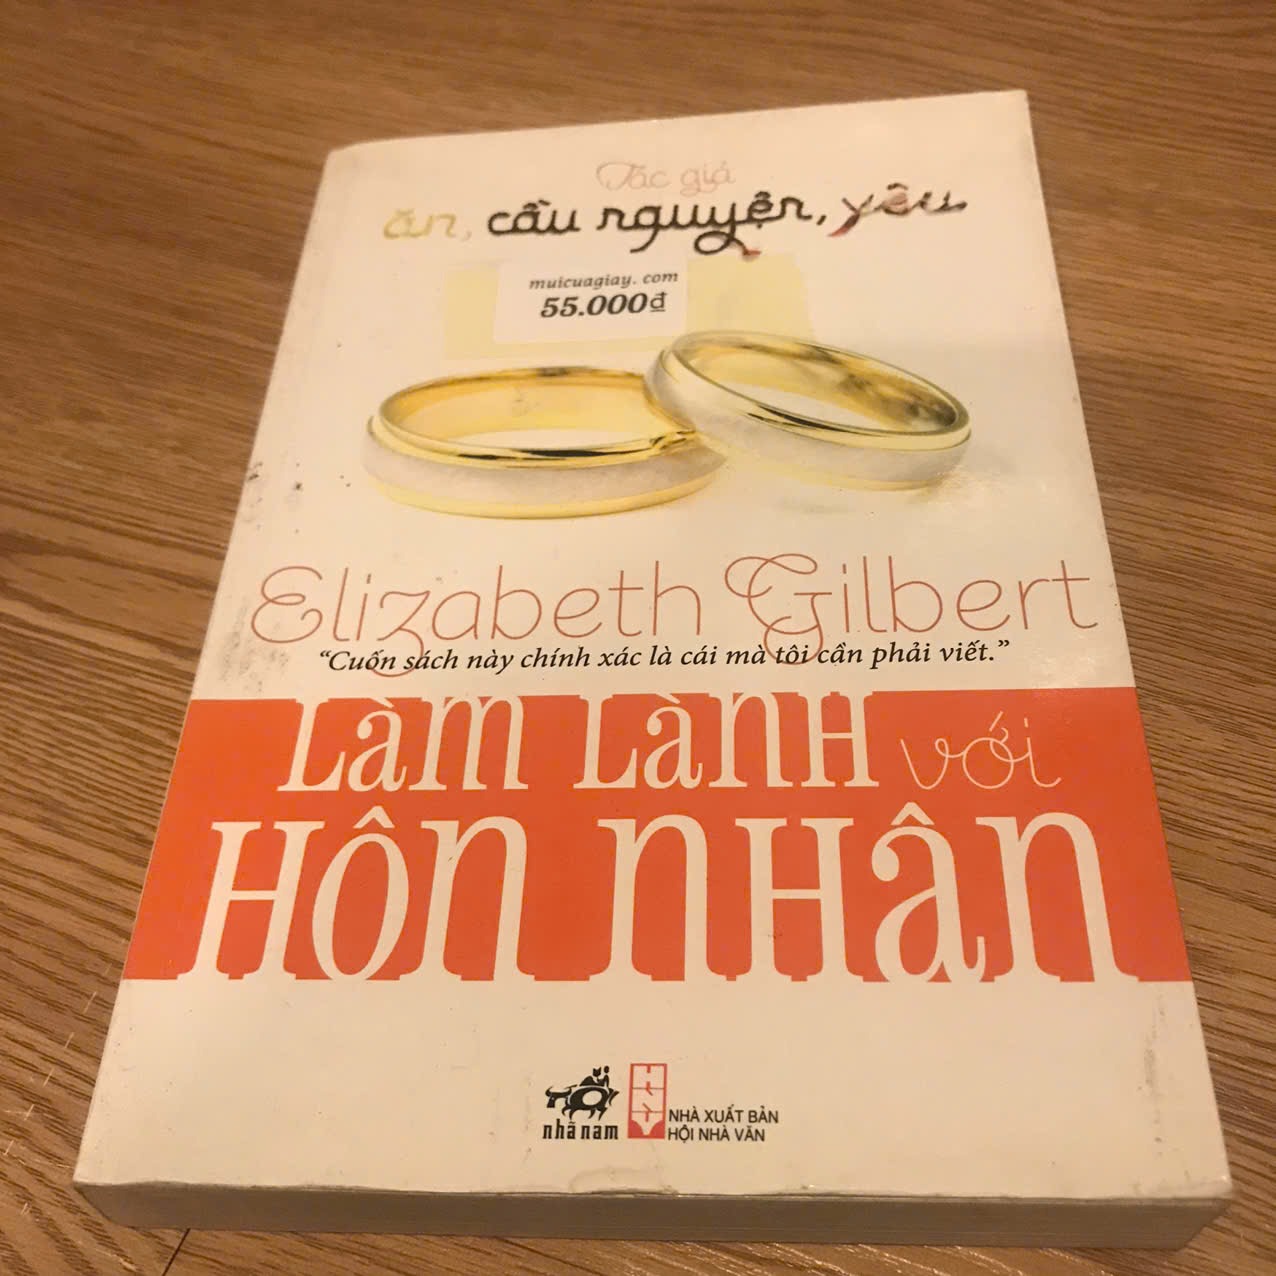 Tác giả
ăn, cầu nguyện, yêu
muicuagiay. com
55.000đ
Elizabeth Gilbert
“Cuốn sách này chính xác là cái mà tôi cần phải viết.”
Làm Lành với
Hôn Nhân
nhã nam
NHÀ XUẤT BẢN
HỘI NHÀ VĂN